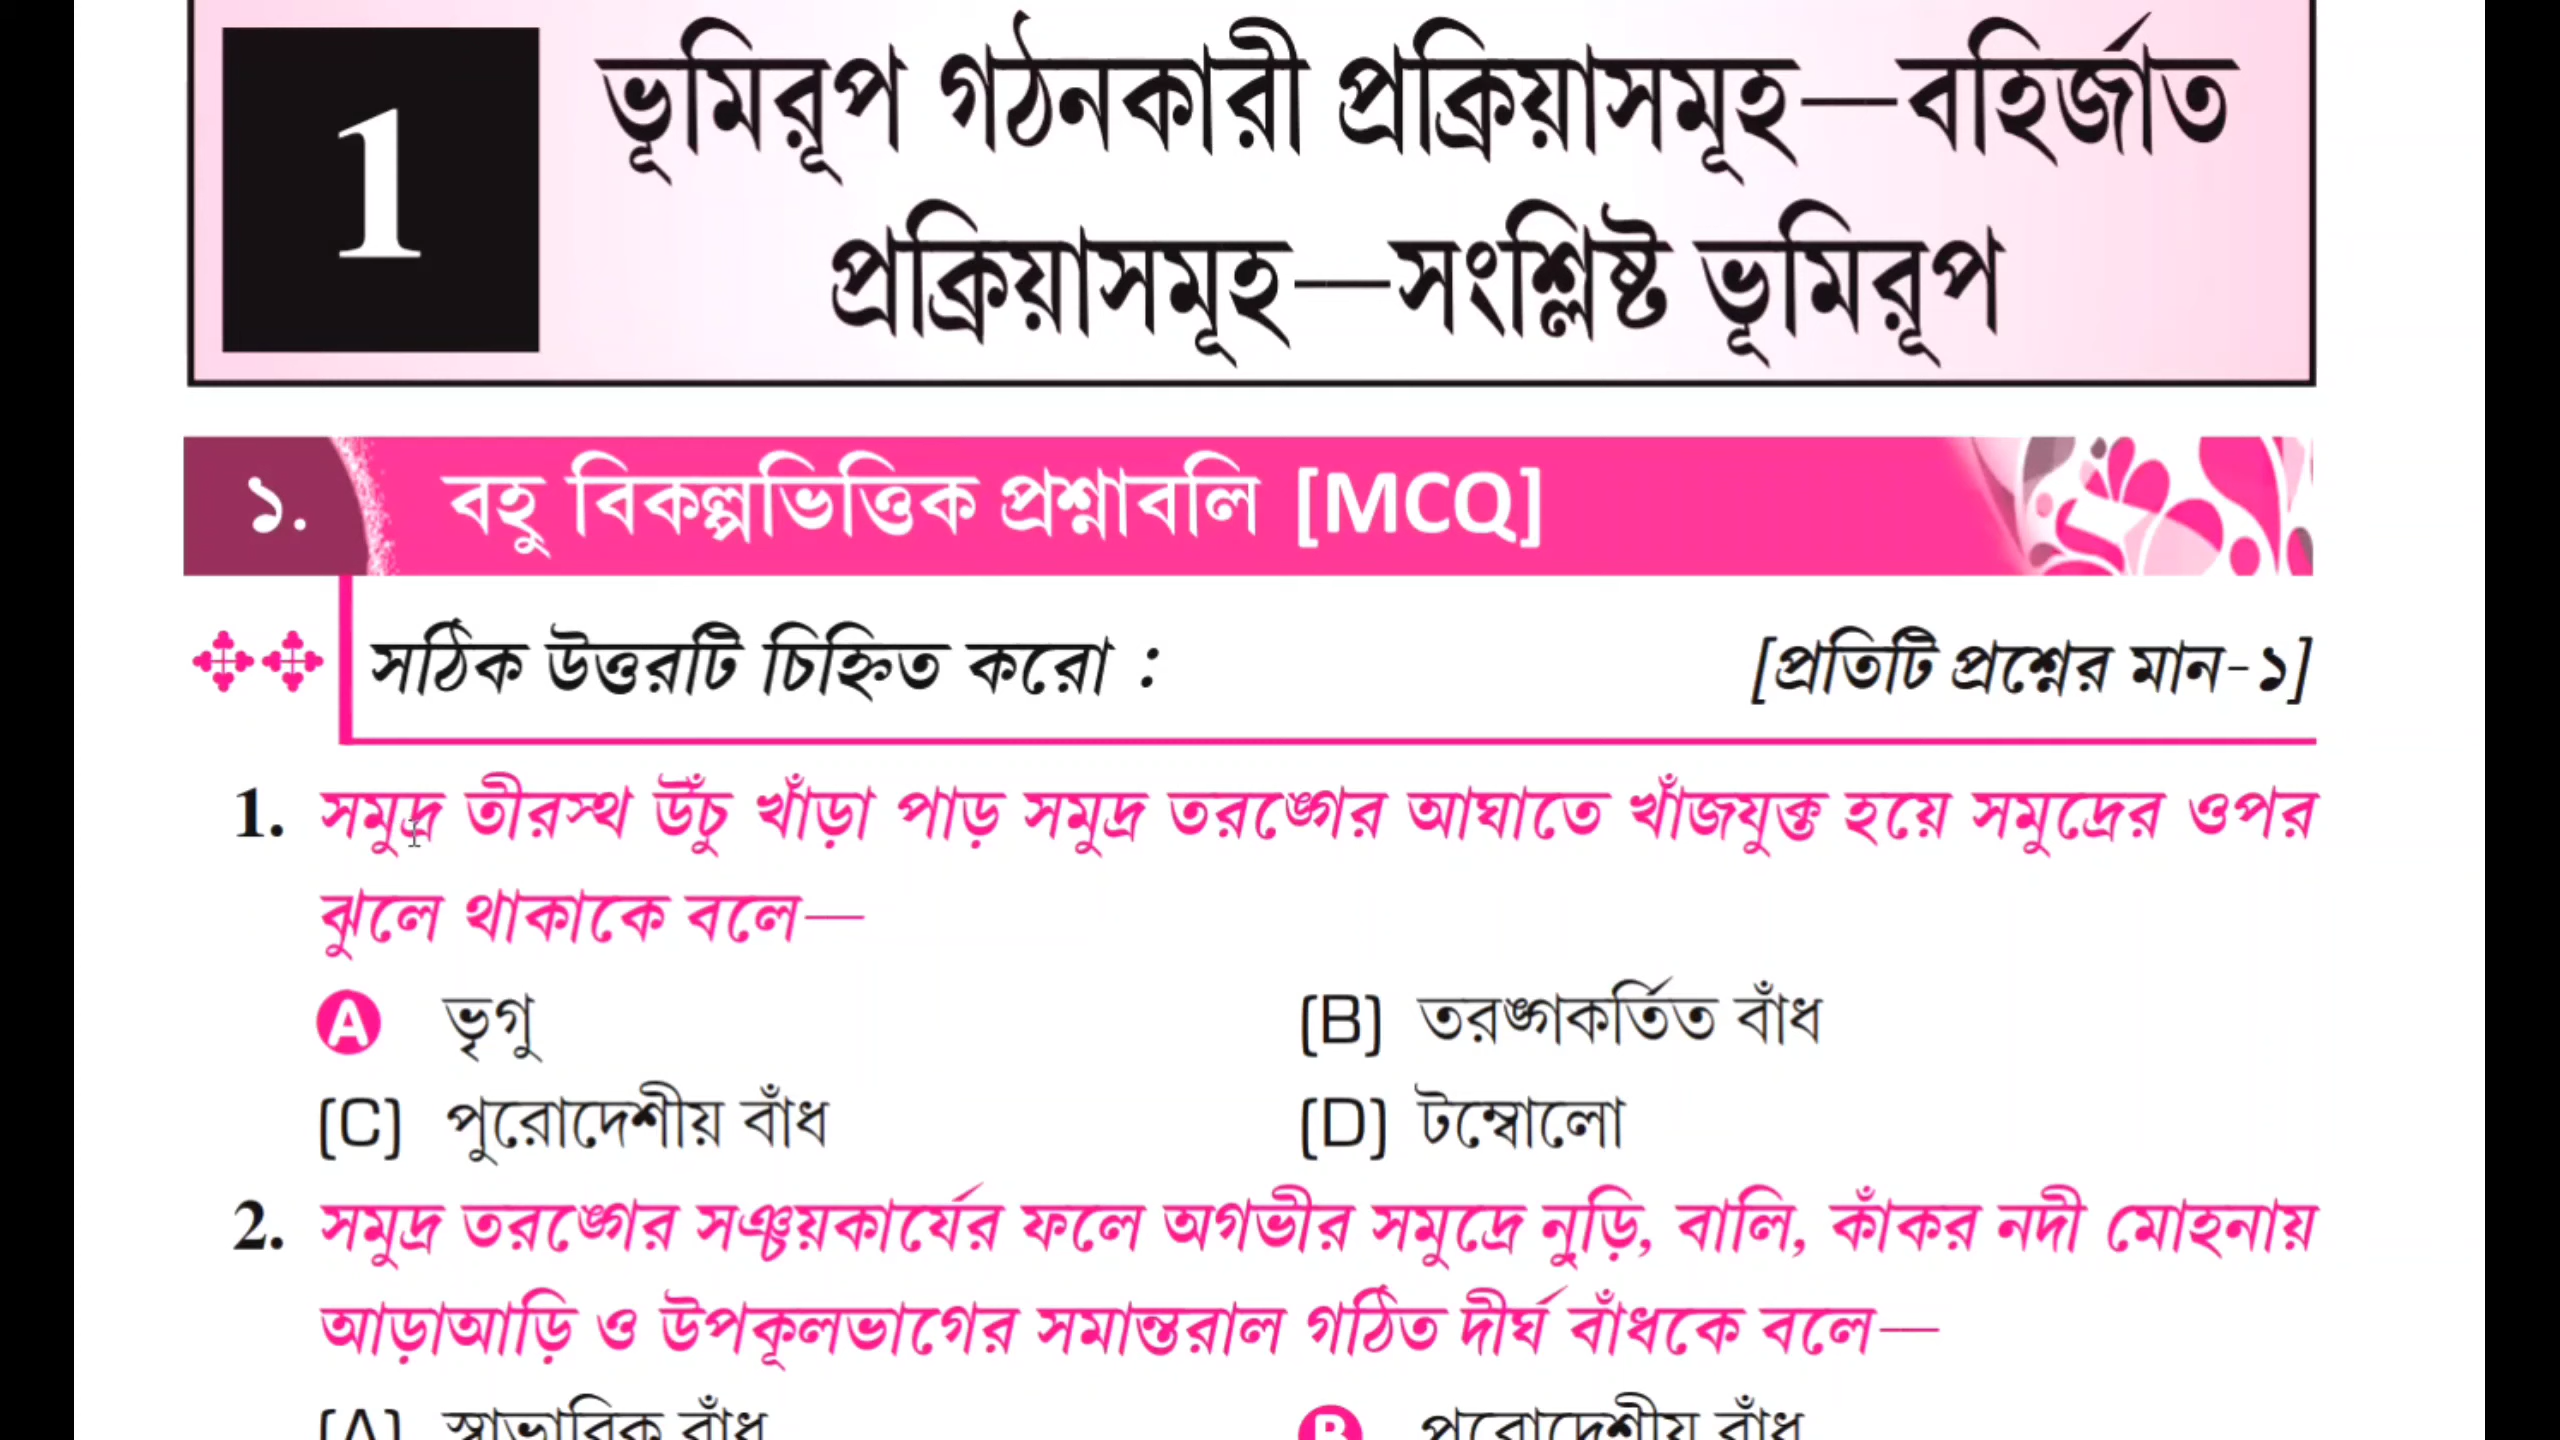 1
ভূমিরূপ গঠনকারী প্রক্রিয়াসমূহ—বহির্জাত
প্রক্রিয়াসমূহ—সংশ্লিষ্ট ভূমিরূপ
১. বহু বিকল্পভিত্তিক প্রশ্নাবলি [MCQ]
সঠিক উত্তরটি চিহ্নিত করো : [প্রতিটি প্রশ্নের মান-১]
1. সমুদ্র তীরস্থ উঁচু খাঁড়া পাড় সমুদ্র তরঙ্গের আঘাতে খাঁজযুক্ত হয়ে সমুদ্রের ওপর
ঝুলে থাকাকে বলে—
A ভৃগু (B) তরঙ্গকর্তিত বাঁধ
(C) পুরোদেশীয় বাঁধ (D) টম্বোলো
2. সমুদ্র তরঙ্গের সঞ্চয়কার্যের ফলে অগভীর সমুদ্রে নুড়ি, বালি, কাঁকর নদী মোহনায়
আড়াআড়ি ও উপকূলভাগের সমান্তরাল গঠিত দীর্ঘ বাঁধকে বলে—
(A) স্বাভাবিক বাঁধ B পুরোদেশীয় বাঁধ